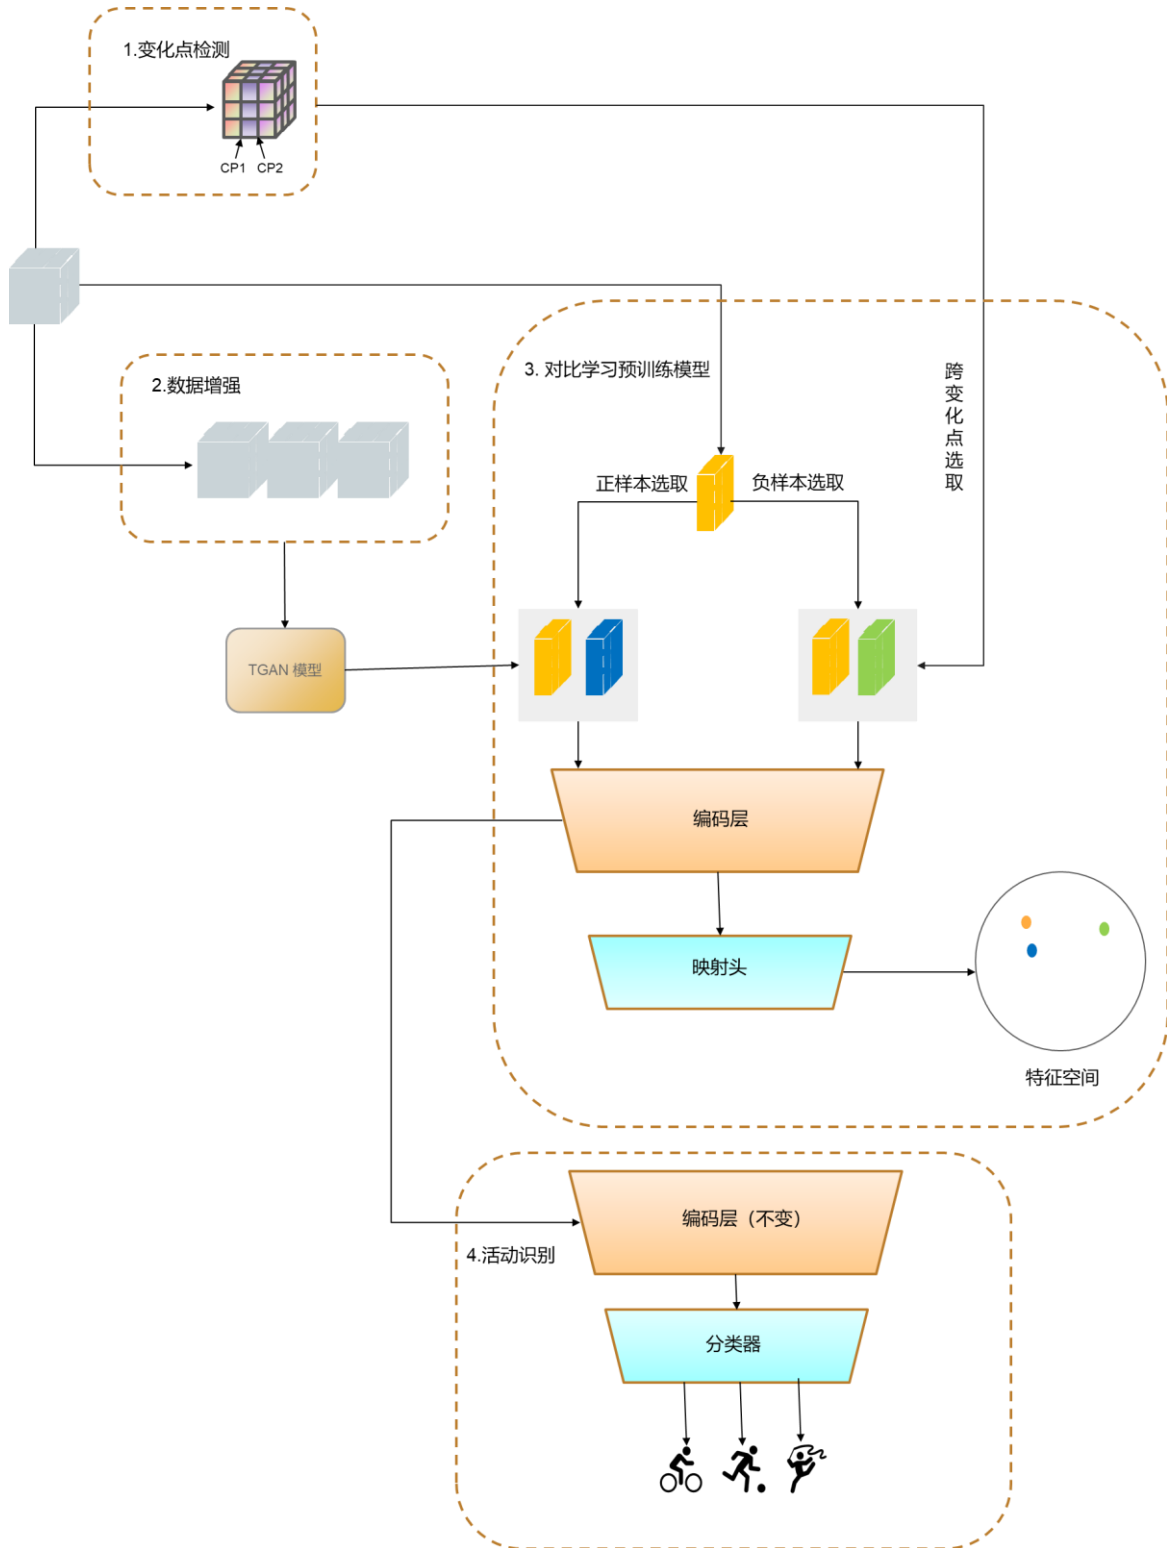 1.变化点检测
CP1
CP2
2.数据增强
3. 对比学习预训练模型
跨变化点选取
正样本选取
负样本选取
TGAN 模型
编码层
映射头
特征空间
编码层（不变）
4.活动识别
分类器